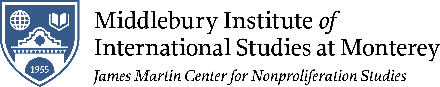 Middlebury Institute of
International Studies at Monterey
James Martin Center for Nonproliferation Studies
1955